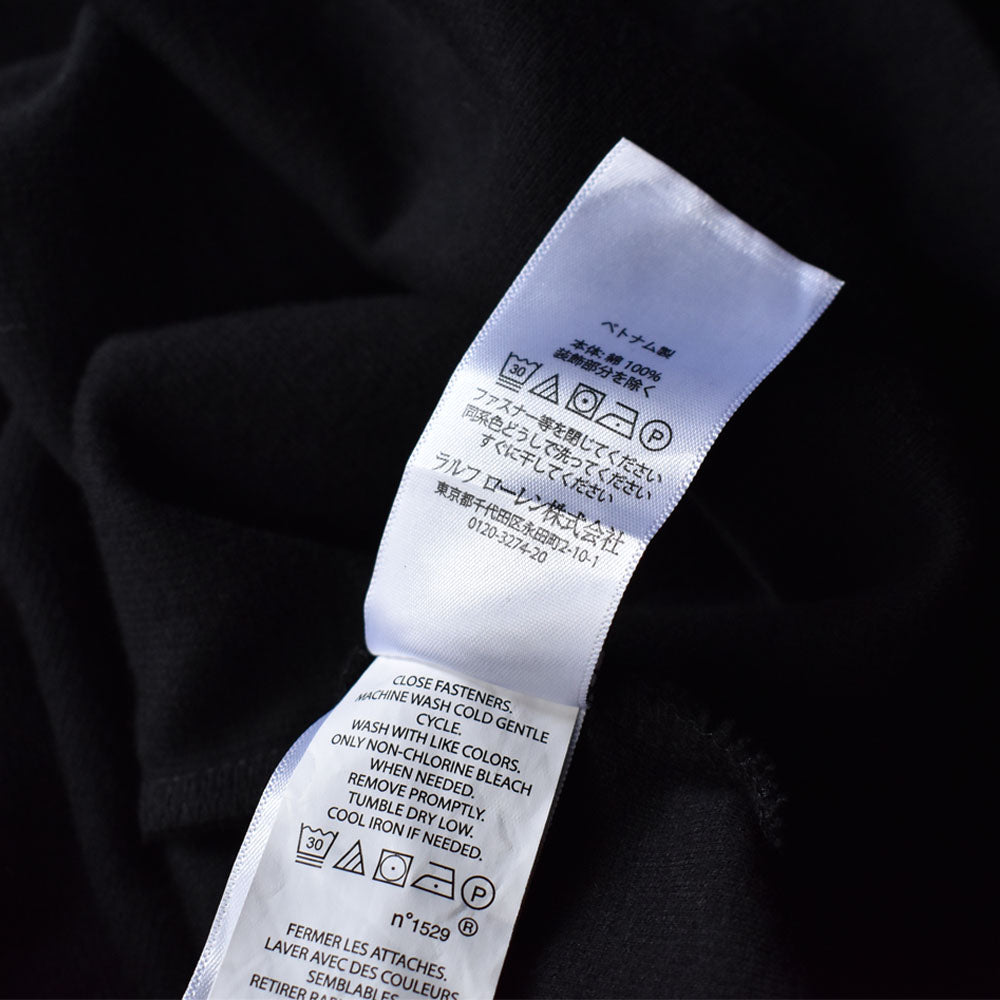 ベトナム製
本体: 綿 100%
装飾部分を除く
30 P
ファスナー等を閉じてください
同系色どうしで洗ってください
すぐに干してください
ラルフ ローレン株式会社
東京都千代田区永田町2-10-1
0120-3274-20
CLOSE FASTENERS.
MACHINE WASH COLD GENTLE
CYCLE.
WASH WITH LIKE COLORS.
ONLY NON-CHLORINE BLEACH
WHEN NEEDED.
REMOVE PROMPTLY.
TUMBLE DRY LOW.
COOL IRON IF NEEDED.
30 P
n°1529 ®
FERMER LES ATTACHES.
LAVER AVEC DES COULEURS
SEMBLABLES
RETIRER